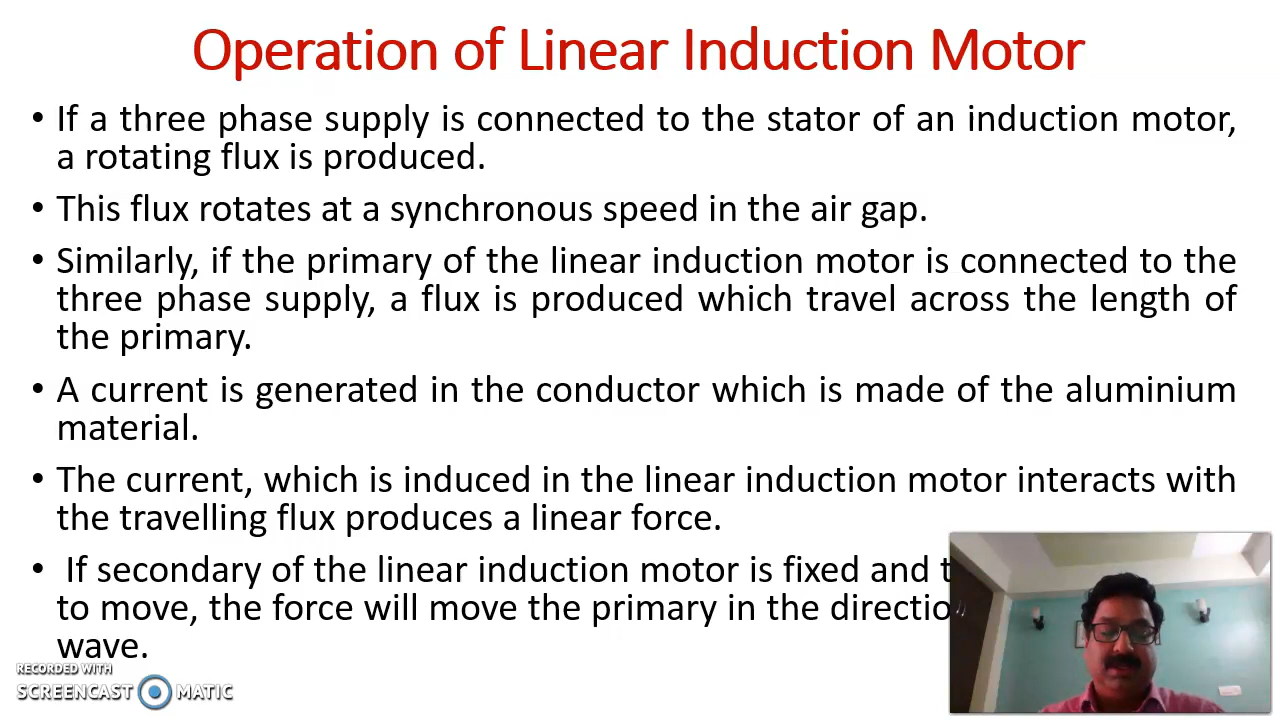 Operation of Linear Induction Motor
• If a three phase supply is connected to the stator of an induction motor,
a rotating flux is produced.
• This flux rotates at a synchronous speed in the air gap.
• Similarly, if the primary of the linear induction motor is connected to the
three phase supply, a flux is produced which travel across the length of
the primary.
• A current is generated in the conductor which is made of the aluminium
material.
• The current, which is induced in the linear induction motor interacts with
the travelling flux produces a linear force.
• If secondary of the linear induction motor is fixed and
to move, the force will move the primary in the
wave.
RECORDED WITH
SCREENCAST MATIC